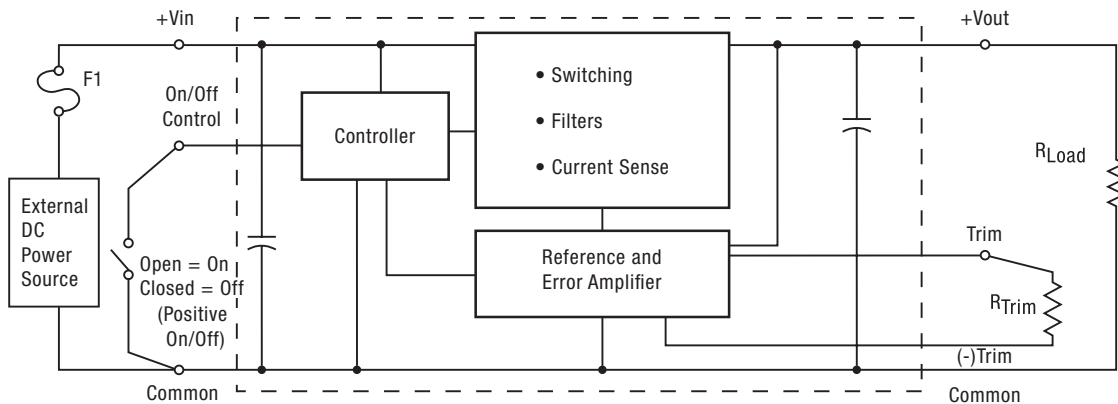 +Vin
+Vout
F1
On/Off
Control
Controller
• Switching
• Filters
• Current Sense
RLoad
External
DC
Power
Source
Open = On
Closed = Off
(Positive
On/Off)
Reference and
Error Amplifier
Trim
RTrim
(-)Trim
Common
Common